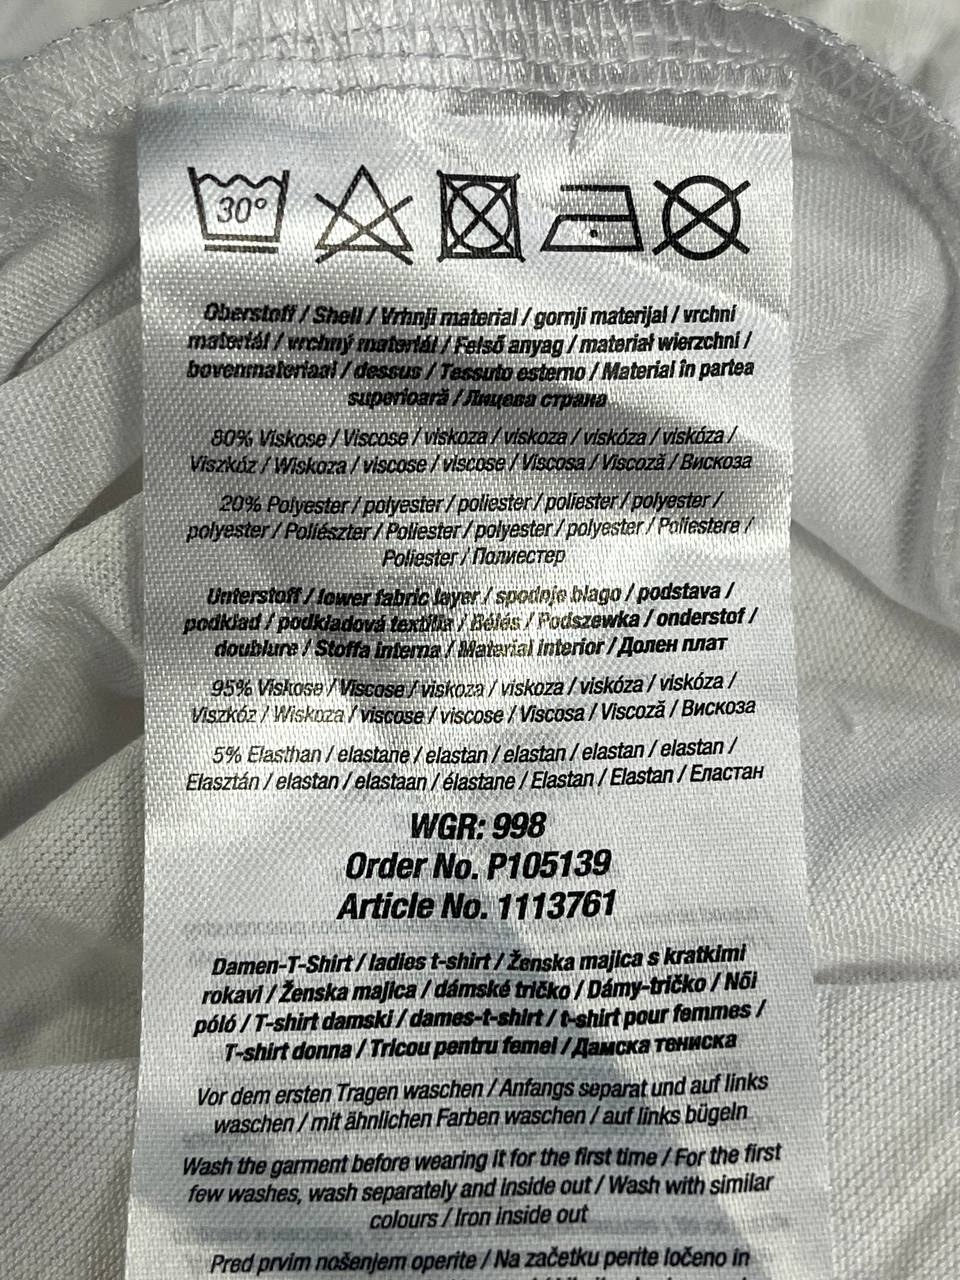 30°
Oberstoff / Shell / Vrhnji material / gornji materijal / vrchní
materiál / vrchný materiál / Felső anyag / materiał wierzchni /
bovenmateriaal / dessus / Tessuto esterno / Material în partea
superioară / Лицева страна
80% Viskose / Viscose / viskoza / viskoza / viskóza / viskóza /
Viszkóz / Wiskoza / viscose / viscose / Viscosa / Viscoză / Вискоза
20% Polyester / polyester / poliester / poliester / polyester /
polyester / Poliészter / Poliester / polyester / polyester / Poliestere /
Poliester / Полиестер
Unterstoff / lower fabric layer / spodnje blago / podstava /
podklad / podkladová textília / Bélés / Podszewka / onderstof /
doublure / Stoffa interna / Material interior / Долен плат
95% Viskose / Viscose / viskoza / viskoza / viskóza / viskóza /
Viszkóz / Wiskoza / viscose / viscose / Viscosa / Viscoză / Вискоза
5% Elasthan / elastane / elastan / elastan / elastan / elastan /
Elasztán / elastan / elastaan / élastane / Elastan / Elastan / Еластан
WGR: 998
Order No. P105139
Article No. 1113761
Damen-T-Shirt / ladies t-shirt / Ženska majica s kratkimi
rokavi / Ženska majica / dámské tričko / Dámy-tričko / Női
póló / T-shirt damski / dames-t-shirt / t-shirt pour femmes /
T-shirt donna / Tricou pentru femei / Дамска тениска
Vor dem ersten Tragen waschen / Anfangs separat und auf links
waschen / mit ähnlichen Farben waschen / auf links bügeln
Wash the garment before wearing it for the first time / For the first
few washes, wash separately and inside out / Wash with similar
colours / Iron inside out
Pred prvim nošenjem operite / Na začetku perite ločeno in